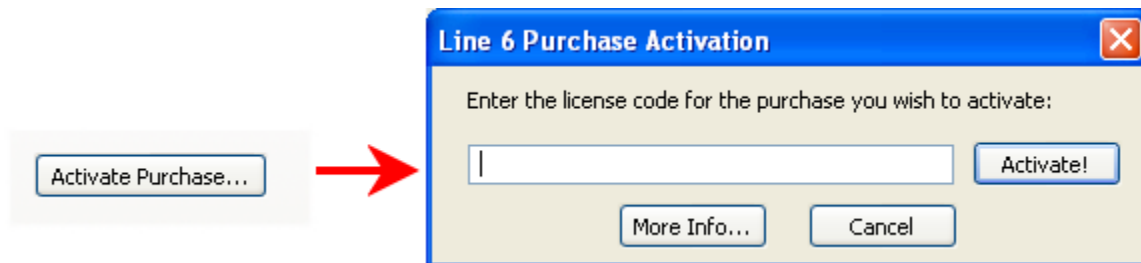 Line 6 Purchase Activation
Enter the license code for the purchase you wish to activate:
Activate Purchase...
Activate!
More Info...
Cancel